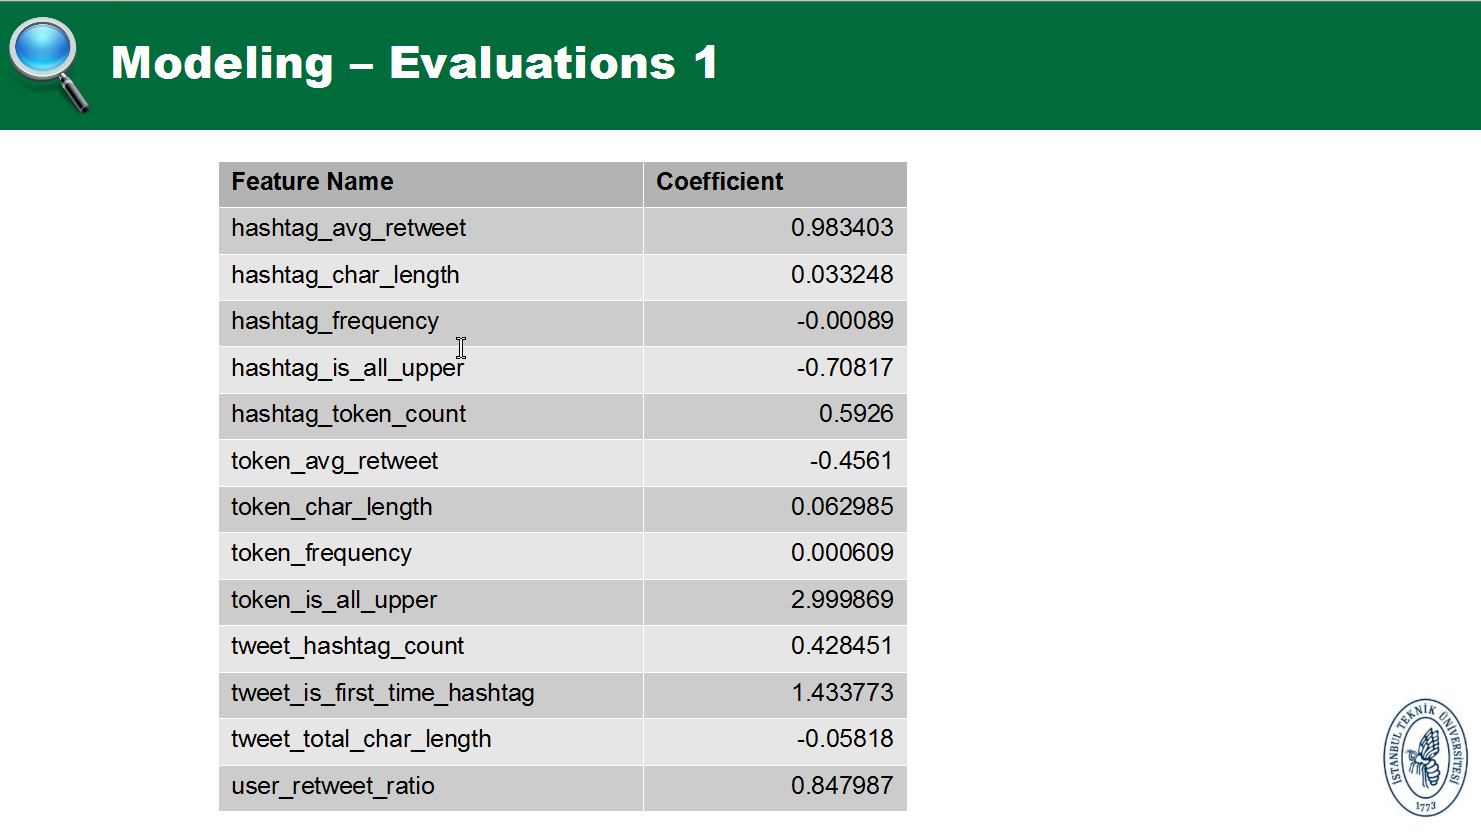 Modeling – Evaluations 1
Feature Name Coefficient
hashtag_avg_retweet 0.983403
hashtag_char_length 0.033248
hashtag_frequency -0.00089
hashtag_is_all_upper -0.70817
hashtag_token_count 0.5926
token_avg_retweet -0.4561
token_char_length 0.062985
token_frequency 0.000609
token_is_all_upper 2.999869
tweet_hashtag_count 0.428451
tweet_is_first_time_hashtag 1.433773
tweet_total_char_length -0.05818
user_retweet_ratio 0.847987
İSTANBUL TEKNİK ÜNİVERSİTESİ
1773